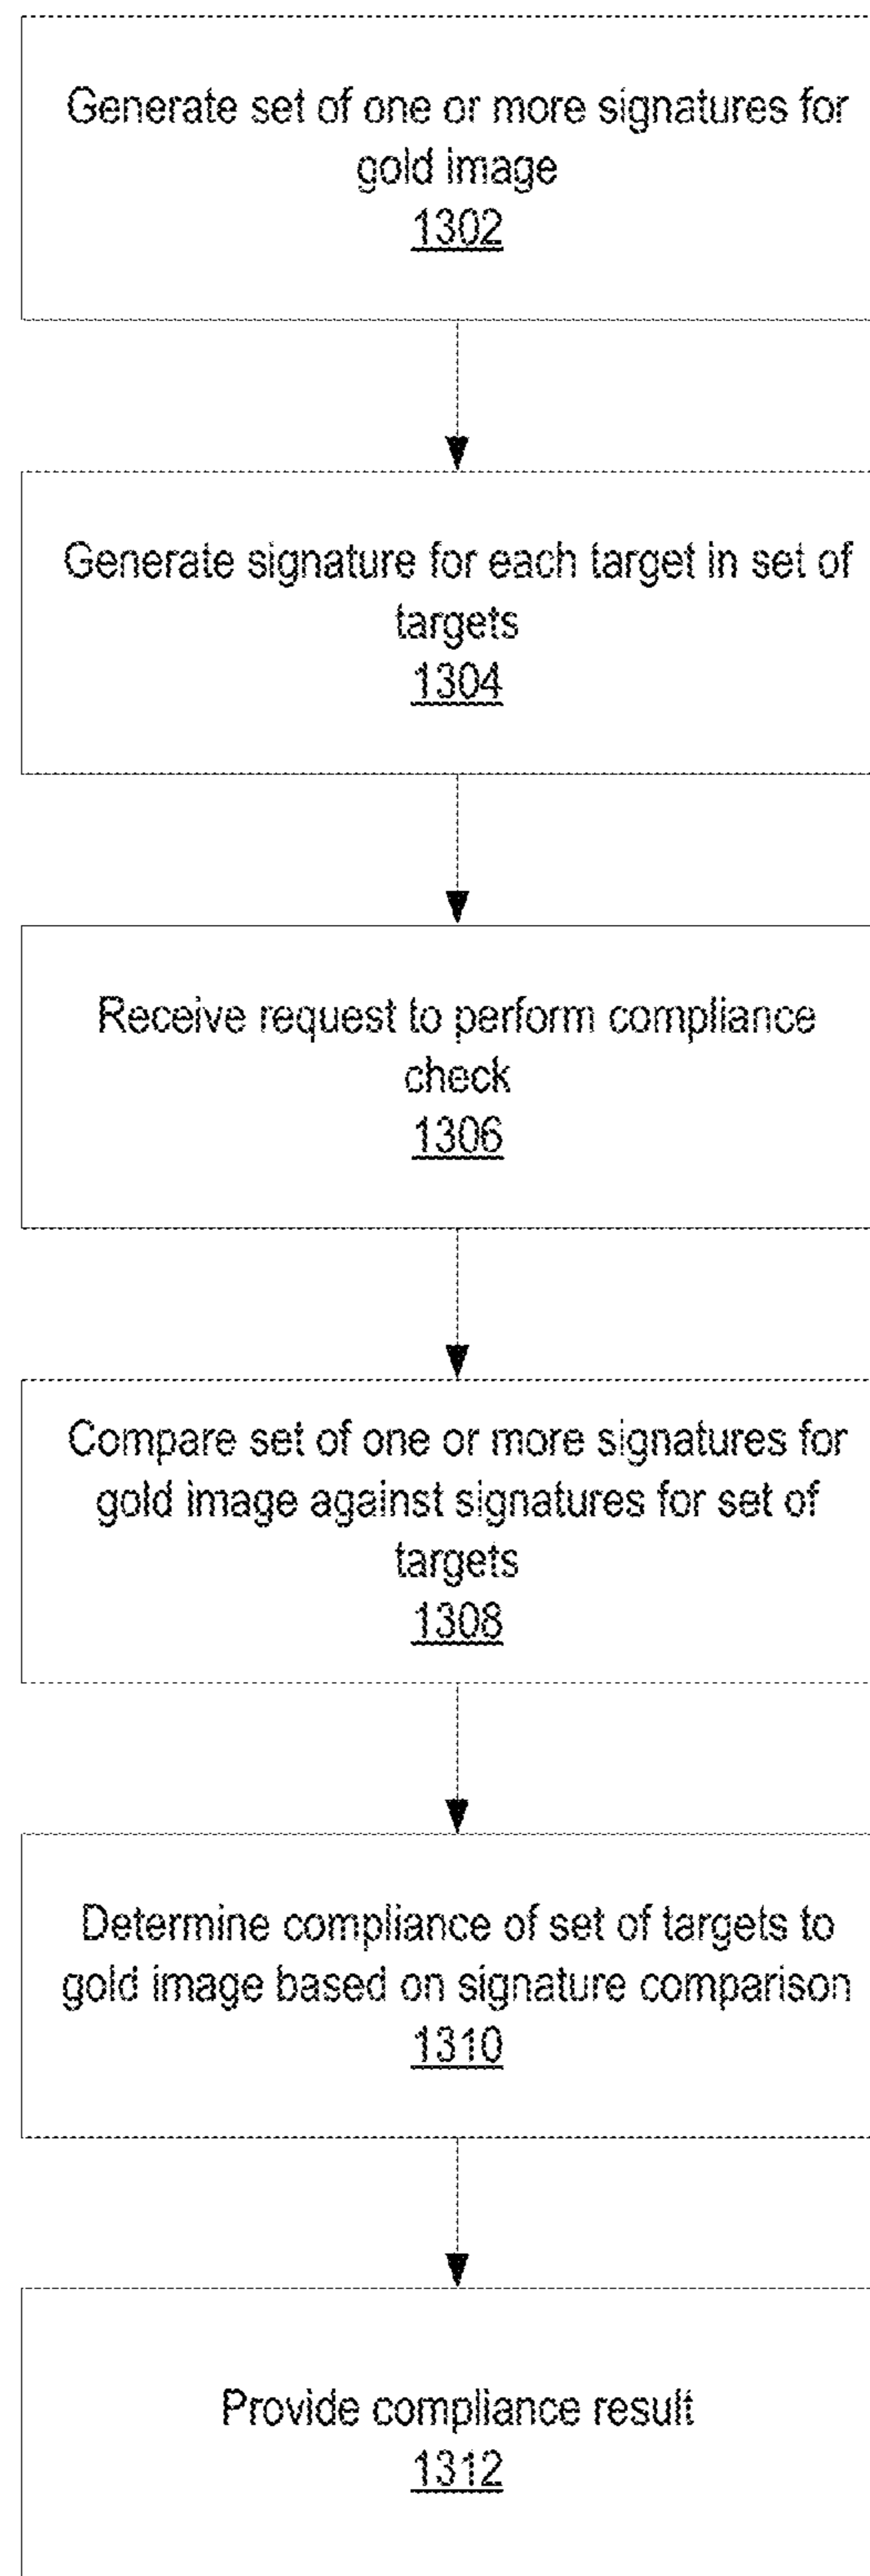 Generate set of one or more signatures for
gold image
1302
Generate signature for each target in set of
targets
1304
Receive request to perform compliance
check
1306
Compare set of one or more signatures for
gold image against signatures for set of
targets
1308
Determine compliance of set of targets to
gold image based on signature comparison
1310
Provide compliance result
1312